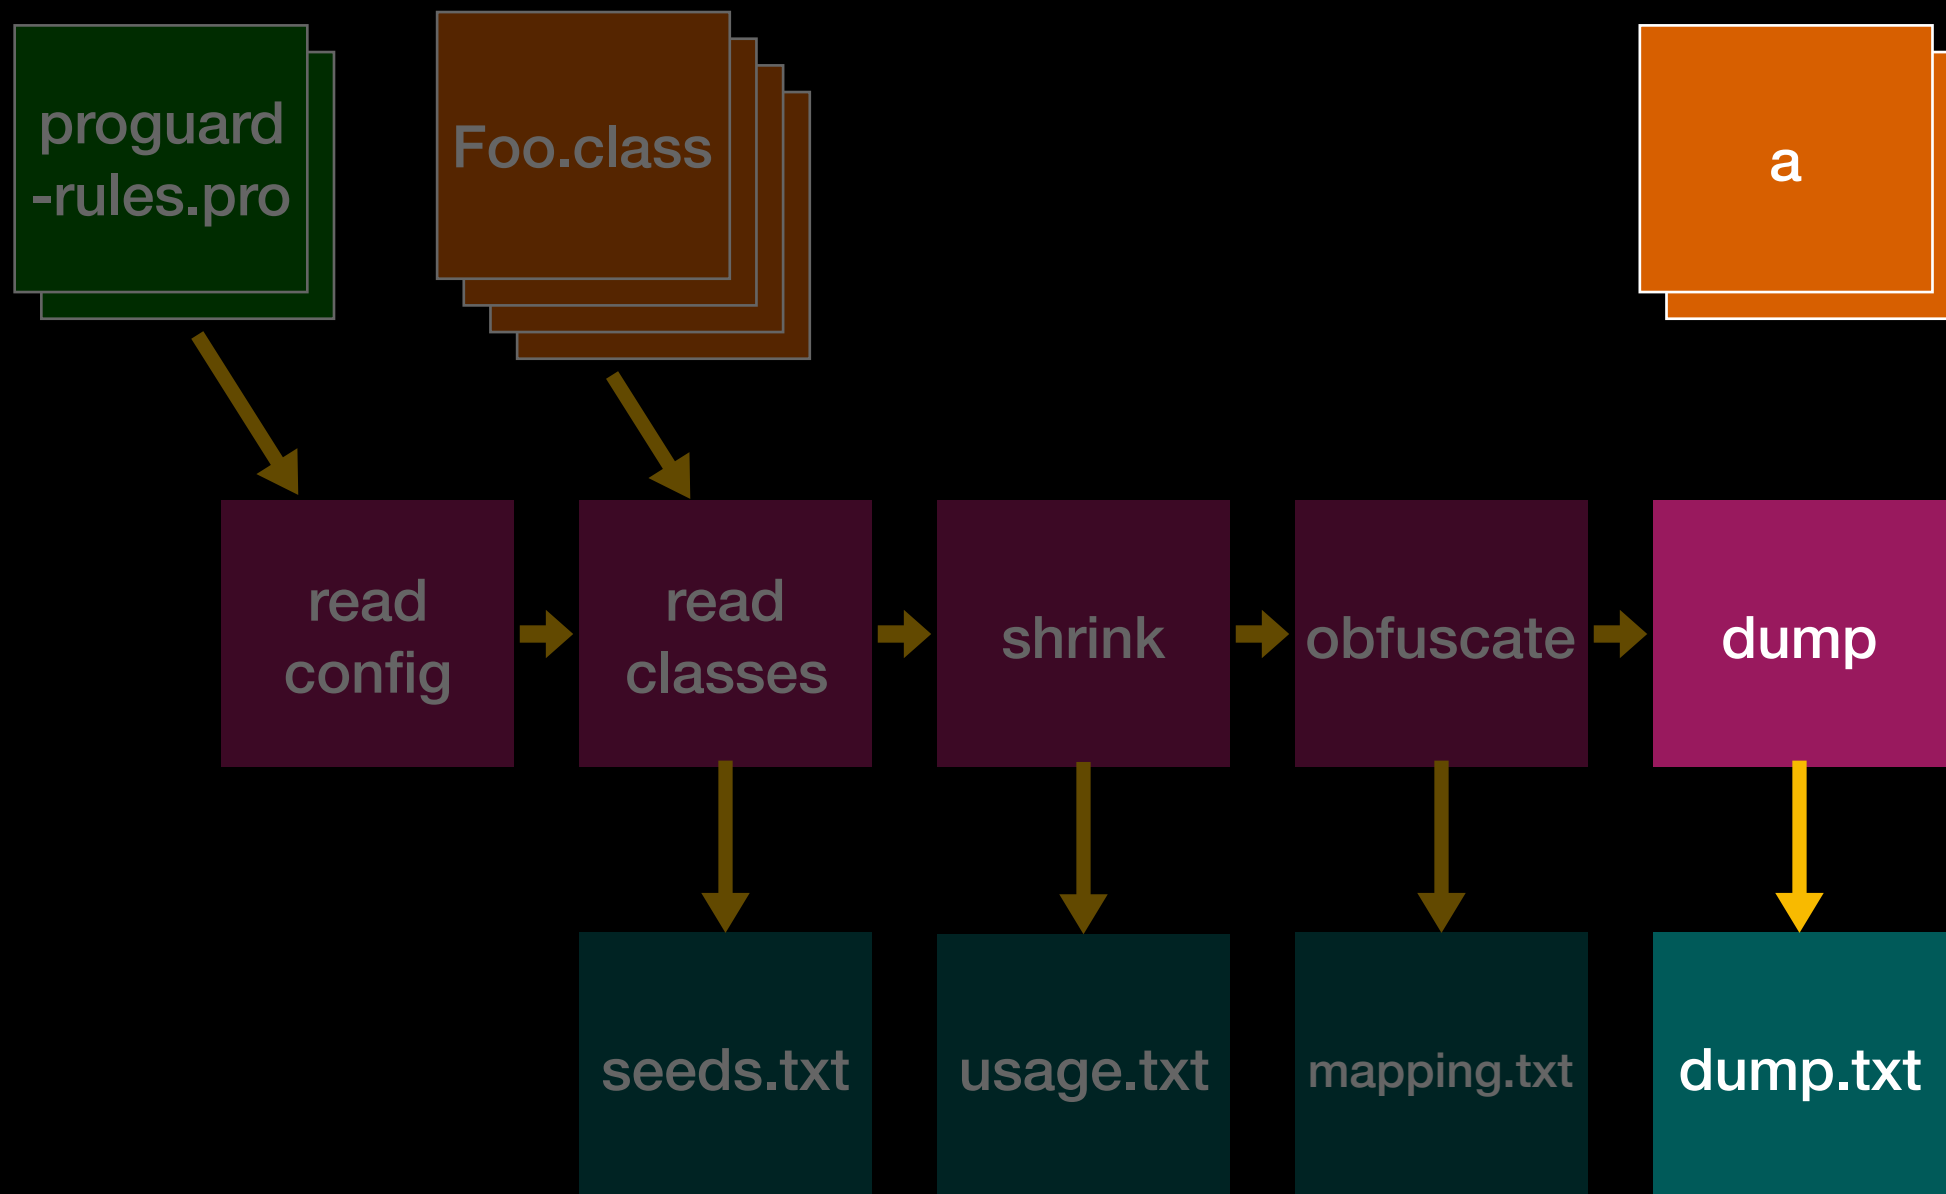 proguard
-rules.pro
Foo.class
a
read
config
read
classes
shrink
obfuscate
dump
seeds.txt
usage.txt
mapping.txt
dump.txt